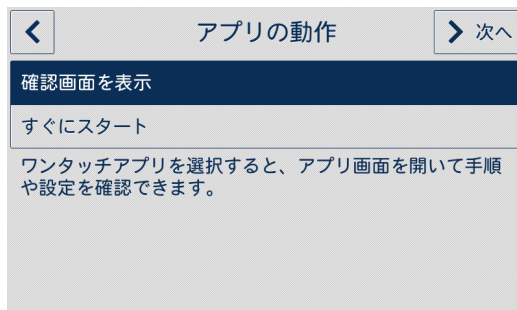 アプリの動作
次へ
確認画面を表示
すぐにスタート
ワンタッチアプリを選択すると、アプリ画面を開いて手順
や設定を確認できます。